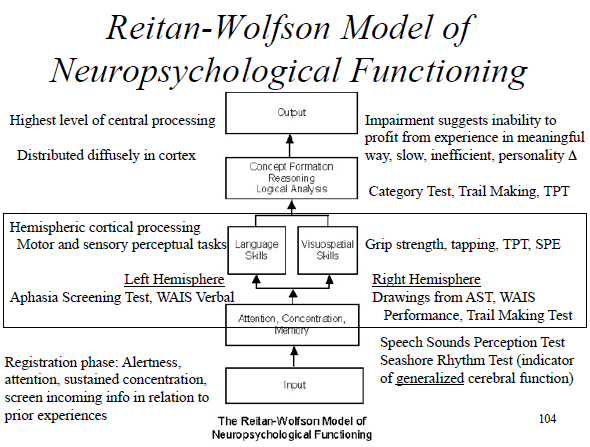 Reitan-Wolfson Model of
Neuropsychological Functioning
Highest level of central processing
Distributed diffusely in cortex
Output
Impairment suggests inability to
profit from experience in meaningful
way, slow, inefficient, personality Δ
Concept Formation
Reasoning
Logical Analysis
Category Test, Trail Making, TPT
Hemispheric cortical processing
Motor and sensory perceptual tasks
Language
Skills
Visuospatial
Skills
Grip strength, tapping, TPT, SPE
Left Hemisphere
Aphasia Screening Test, WAIS Verbal
Right Hemisphere
Drawings from AST, WAIS
Performance, Trail Making Test
Attention, Concentration,
Memory
Speech Sounds Perception Test
Seashore Rhythm Test (indicator
of generalized cerebral function)
Registration phase: Alertness,
attention, sustained concentration,
screen incoming info in relation to
prior experiences
Input
The Reitan-Wolfson Model of
Neuropsychological Functioning
104